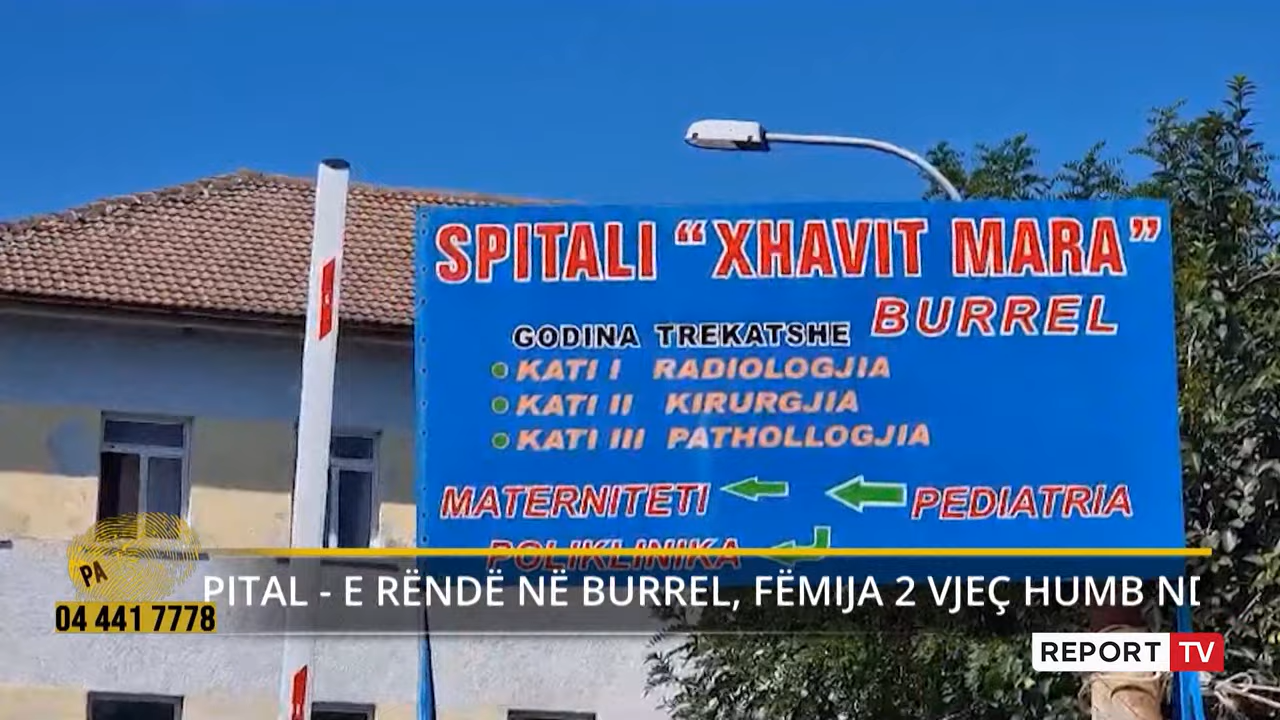 SPITALI “XHAVIT MARA”
BURREL
GODINA TREKATSHE
KATI I RADIOLOGJIA
KATI II KIRURGJIA
KATI III PATHOLLOGJIA
MATERNITETI PEDIATRIA
POLIKLINIKA
PA
PITAL - E RËNDË NË BURREL, FËMIJA 2 VJEÇ HUMB
04 441 7778
REPORT TV